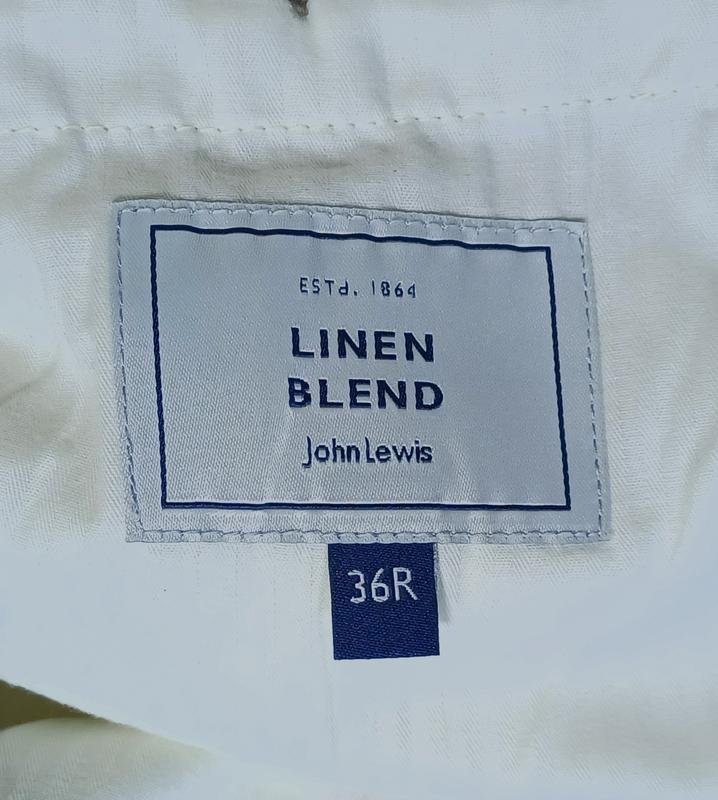 ESTd. 1864
LINEN
BLEND
John Lewis
36R